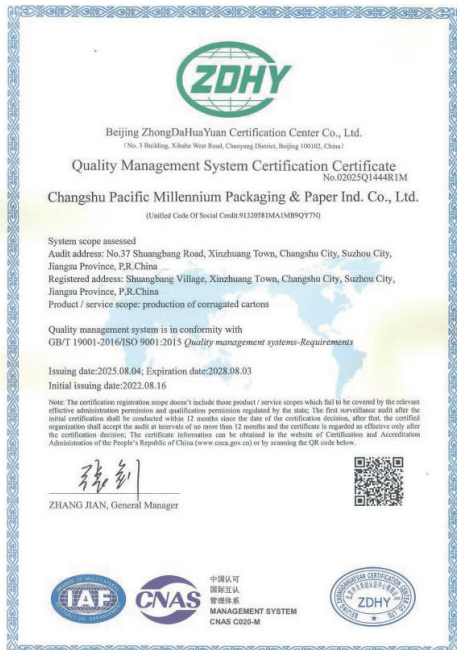 ZDHY
Beijing ZhongDaHuaYuan Certification Center Co., Ltd.
(No. 3 Building, Xibahe West Road, Chaoyang District, Beijing 100102, China)
Quality Management System Certification Certificate
No.02025Q1444R1M
Changshu Pacific Millennium Packaging & Paper Ind. Co., Ltd.
(Unified Code Of Social Credit:91320581MA1MB9QY7N)
System scope assessed
Audit address: No.37 Shuangbang Road, Xinzhuang Town, Changshu City, Suzhou City,
Jiangsu Province, P,R.China
Registered address: Shuangbang Village, Xinzhuang Town, Changshu City, Suzhou City,
Jiangsu Province, P,R.China
Product / service scope: production of corrugated cartons
Quality management system is in conformity with
GB/T 19001-2016/ISO 9001:2015 Quality management systems-Requirements
Issuing date:2025.08.04; Expiration date:2028.08.03
Initial issuing date:2022.08.16
Note: The certification registration scope doesn't include those product / service scopes which fail to be covered by the relevant
effective administration permission and qualification permission regulated by the state; The first surveillance audit after the
initial certification shall be conducted within 12 months since the date of the certification decision, after that, the certified
organization shall accept the audit at intervals of no more than 12 months and the certificate is regarded as effective only after
the certification decision; The certificate information can be obtained in the website of Certification and Accreditation
Administration of the People's Republic of China (www.cnca.gov.cn) or by scanning the QR code below.
张剑
ZHANG JIAN, General Manager
IAF
CNAS
中国认可
国际互认
管理体系
MANAGEMENT SYSTEM
CNAS C020-M
ZDHY